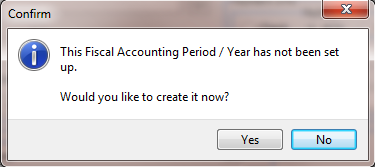 Confirm
This Fiscal Accounting Period / Year has not been set
up.
Would you like to create it now?
Yes
No